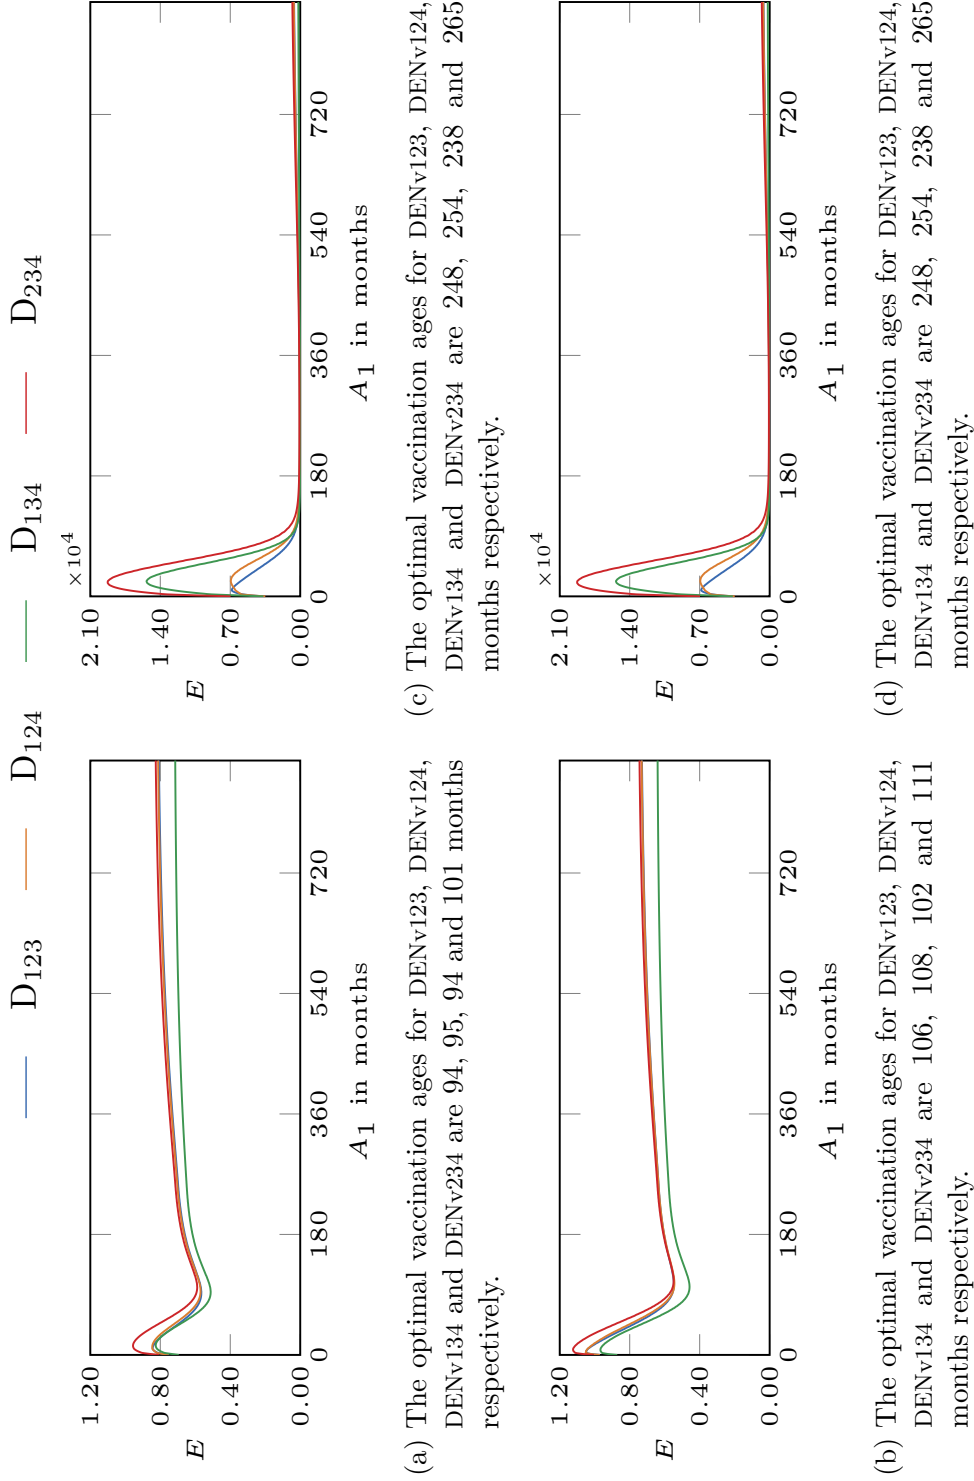 D123 D124 D134 D234
1.20
0.80
0.40
0.00
E
0 180 360 540 720
A1 in months
(a) The optimal vaccination ages for DENv123, DENv124,
DENv134 and DENv234 are 94, 95, 94 and 101 months
respectively.
×10^4
2.10
1.40
0.70
0.00
E
0 180 360 540 720
A1 in months
(c) The optimal vaccination ages for DENv123, DENv124,
DENv134 and DENv234 are 248, 254, 238 and 265
months respectively.
1.20
0.80
0.40
0.00
E
0 180 360 540 720
A1 in months
(b) The optimal vaccination ages for DENv123, DENv124,
DENv134 and DENv234 are 106, 108, 102 and 111
months respectively.
×10^4
2.10
1.40
0.70
0.00
E
0 180 360 540 720
A1 in months
(d) The optimal vaccination ages for DENv123, DENv124,
DENv134 and DENv234 are 248, 254, 238 and 265
months respectively.